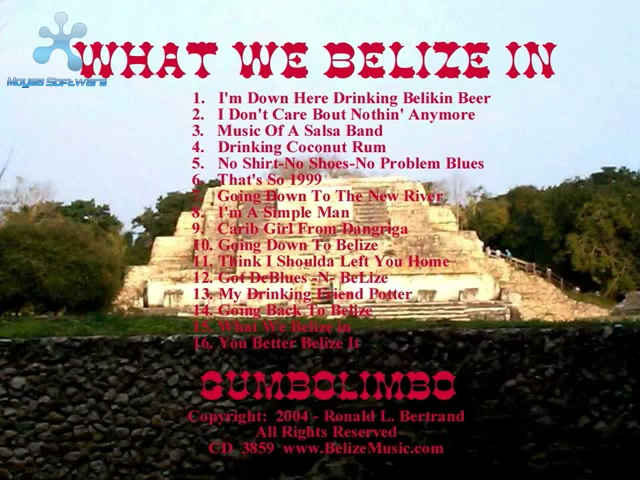 WHAT WE BELIZE IN
Moyea Software
1. I'm Down Here Drinking Belikin Beer
2. I Don't Care Bout Nothin' Anymore
3. Music Of A Salsa Band
4. Drinking Coconut Rum
5. No Shirt-No Shoes-No Problem Blues
6. That's So 1999
7. Going Down To The New River
8. I'm A Simple Man
9. Carib Girl From Dangriga
10. Going Down To Belize
11. Think I Shoulda Left You Home
12. Got DeBlues -N- BeLize
13. My Drinking Friend Potter
14. Going Back To Belize
15. What We Belize in
16. You Better Belize It
GUMBOLIMBO
Copyright: 2004 - Ronald L. Bertrand
All Rights Reserved
CD 3859 www.BelizeMusic.com